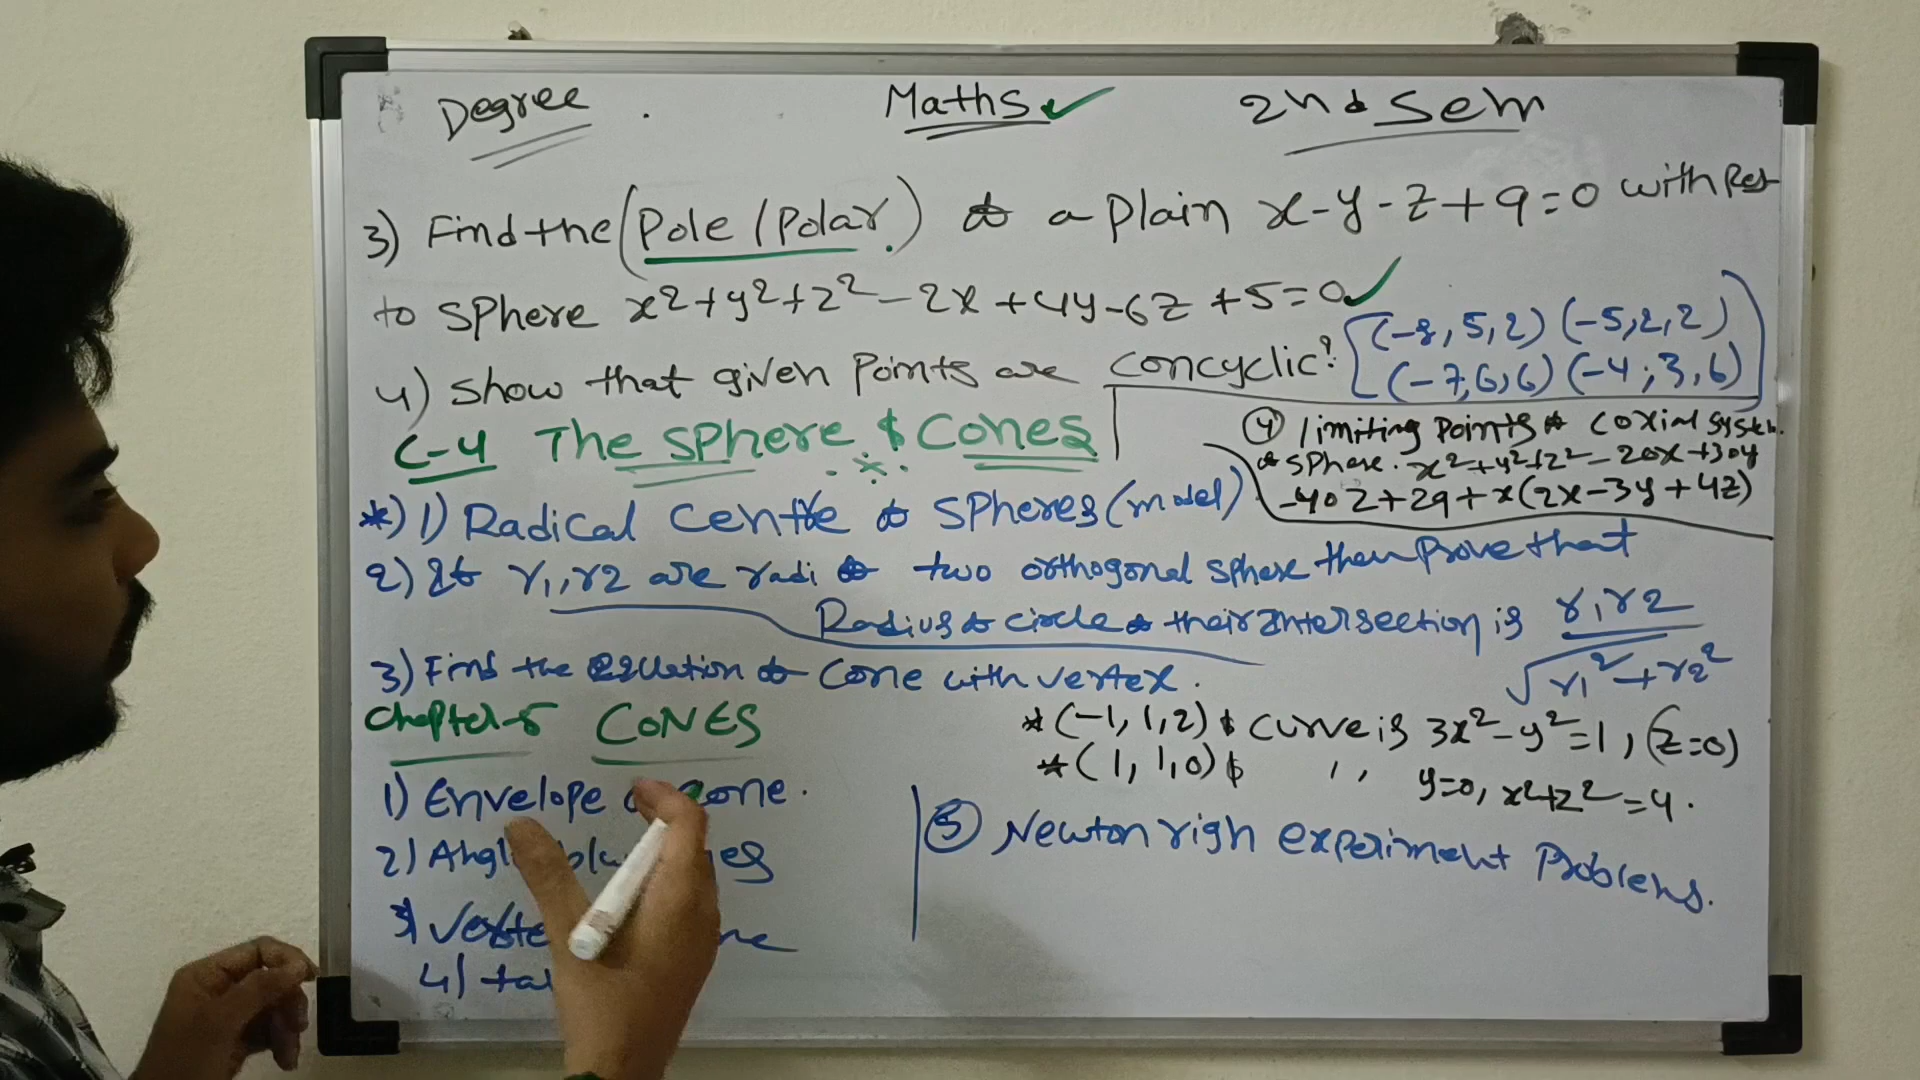 Degree . Maths 2nd Sem
3) Find the (Pole / Polar.) of a Plain x-y-z+9=0 with Res
to Sphere x²+y²+z²-2x+4y-6z+5=0
4) Show that given Points are Concyclic? [(-8,5,2) (-5,2,2)
(-7,6,6) (-4,3,6)]
C-4 The Sphere & Cones
④ limiting Points of Coxial System.
of Sphere. x²+y²+z²-20x+30y
-40z+29+x(2x-3y+4z)
*) 1) Radical Centre of Spheres (model)
2) If r1,r2 are radi of two orthogonal sphere then Prove that
Radius of circle of their Intersection is r1r2/√r1²+r2²
3) Find the equation of Cone with vertex.
* (-1,1,2) & curve is 3x²-y²=1, (z=0)
* (1,1,0) & ,, y=0, x²+z²=4.
Chapter-5 CONES
1) Envelope cone.
2)
3)
4)
⑤ Newton righ experiment Problems.